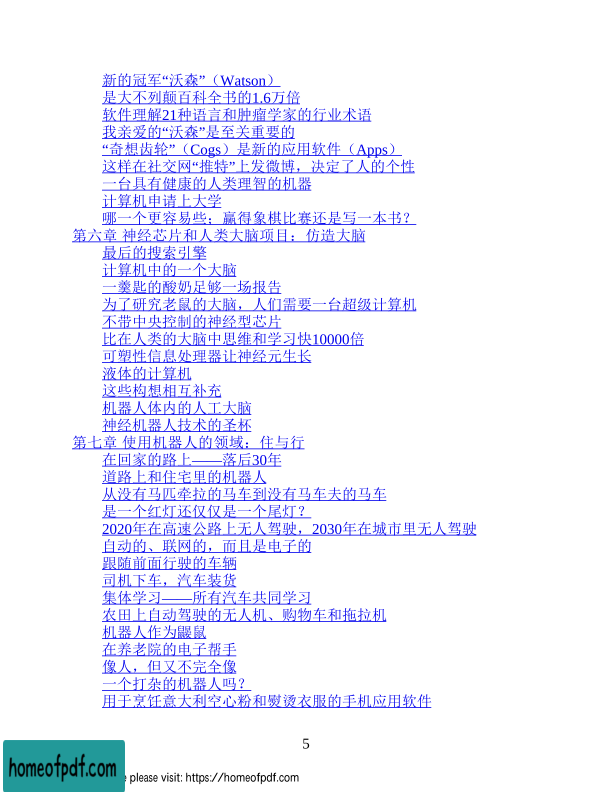 新的冠军“沃森”（Watson）
是大不列颠百科全书的1.6万倍
软件理解21种语言和肿瘤学家的行业术语
我亲爱的“沃森”是至关重要的
“奇想齿轮”（Cogs）是新的应用软件（Apps）
这样在社交网“推特”上发微博，决定了人的个性
一台具有健康的人类理智的机器
计算机申请上大学
哪一个更容易些：赢得象棋比赛还是写一本书？
第六章 神经芯片和人类大脑项目：仿造大脑
最后的搜索引擎
计算机中的一个大脑
一羹匙的酸奶足够一场报告
为了研究老鼠的大脑，人们需要一台超级计算机
不带中央控制的神经型芯片
比在人类的大脑中思维和学习快10000倍
可塑性信息处理器让神经元生长
液体的计算机
这些构想相互补充
机器人体内的人工大脑
神经机器人技术的圣杯
第七章 使用机器人的领域：住与行
在回家的路上——落后30年
道路上和住宅里的机器人
从没有马匹牵拉的马车到没有马车夫的马车
是一个红灯还仅仅是一个尾灯？
2020年在高速公路上无人驾驶，2030年在城市里无人驾驶
自动的、联网的，而且是电子的
跟随前面行驶的车辆
司机下车，汽车装货
集体学习——所有汽车共同学习
农田上自动驾驶的无人机、购物车和拖拉机
机器人作为鼹鼠
在养老院的电子帮手
像人，但又不完全像
一个打杂的机器人吗？
用于烹饪意大利空心粉和熨烫衣服的手机应用软件
5
homeofpdf.com
please visit: https://homeofpdf.com